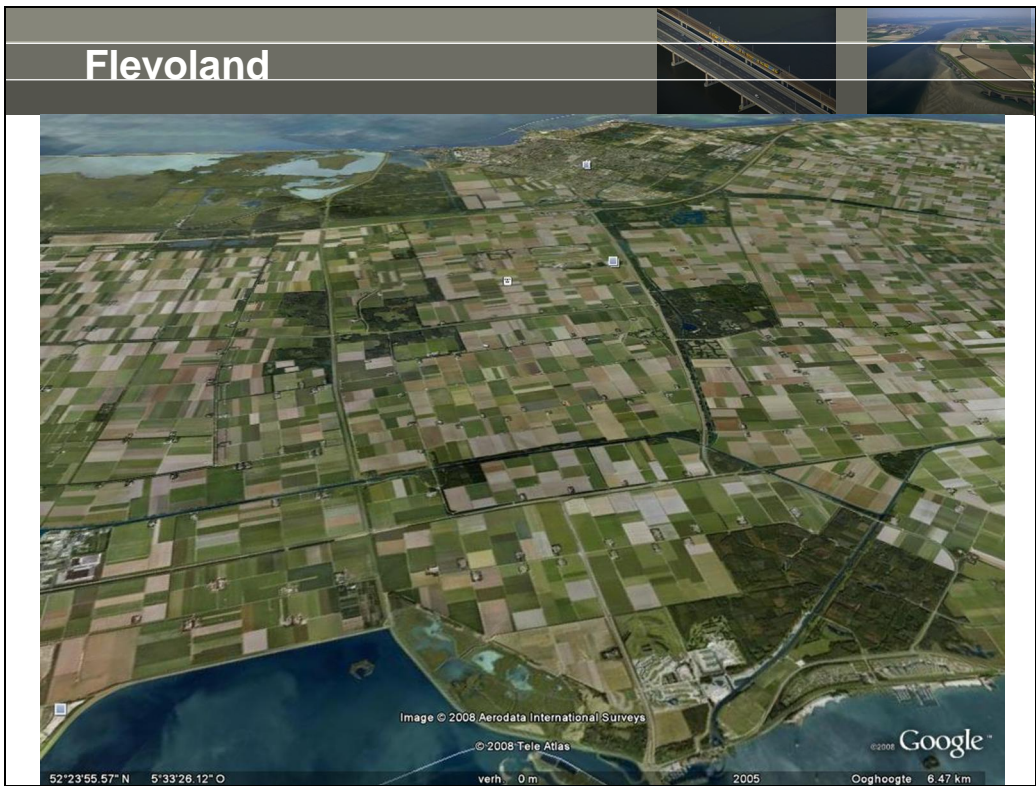 Flevoland
Image © 2008 Aerodata International Surveys
© 2008 Tele Atlas
©2008 Google™
52°23'55.57" N 5°33'26.12" O verh 0 m 2005 Ooghoogte 6.47 km